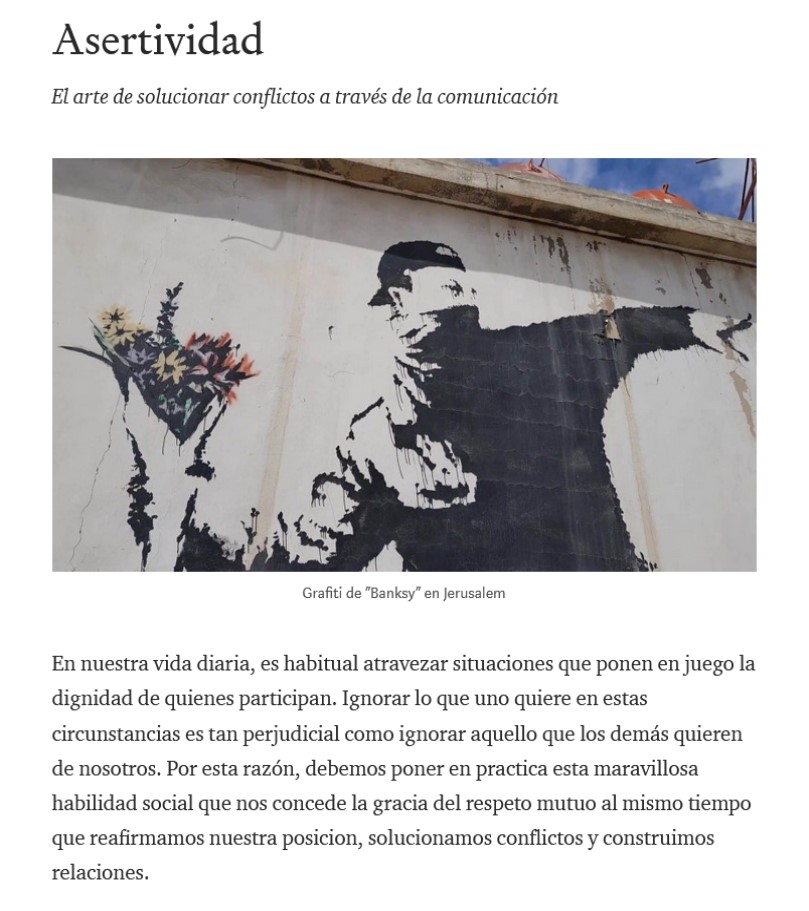 Asertividad
El arte de solucionar conflictos a través de la comunicación
Grafiti de "Banksy" en Jerusalem
En nuestra vida diaria, es habitual atravezar situaciones que ponen en juego la
dignidad de quienes participan. Ignorar lo que uno quiere en estas
circunstancias es tan perjudicial como ignorar aquello que los demás quieren
de nosotros. Por esta razón, debemos poner en practica esta maravillosa
habilidad social que nos concede la gracia del respeto mutuo al mismo tiempo
que reafirmamos nuestra posicion, solucionamos conflictos y construimos
relaciones.